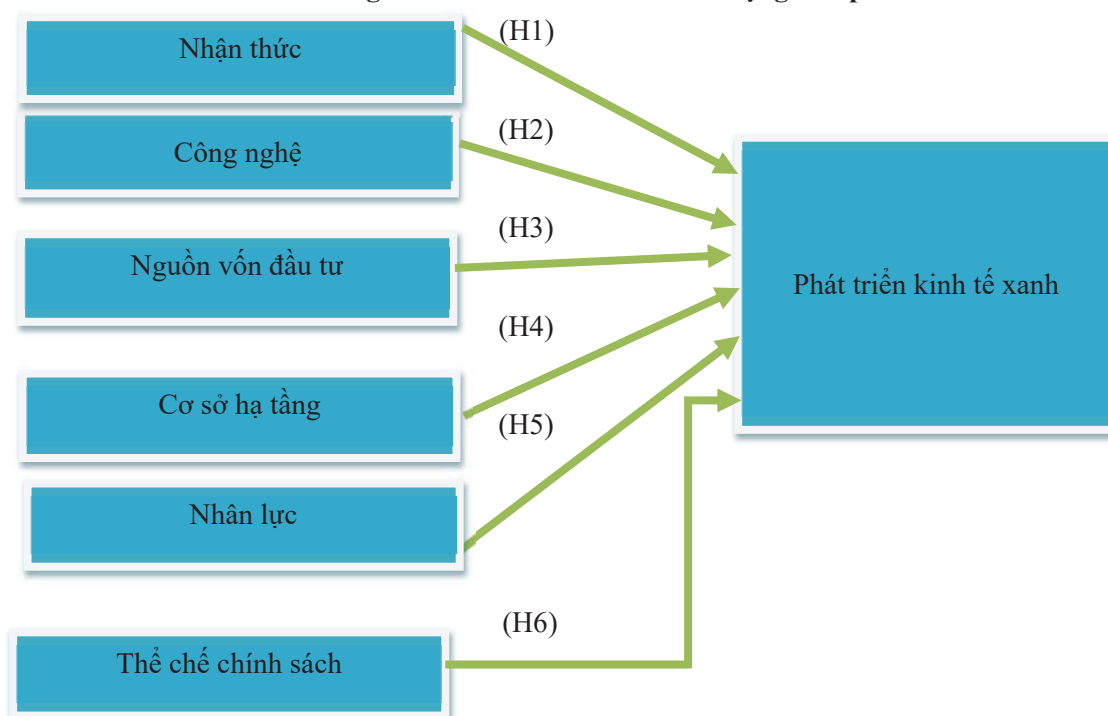 Nhận thức
(H1)
Công nghệ
(H2)
Nguồn vốn đầu tư
(H3)
Phát triển kinh tế xanh
Cơ sở hạ tầng
(H4)
Nhân lực
(H5)
Thể chế chính sách
(H6)